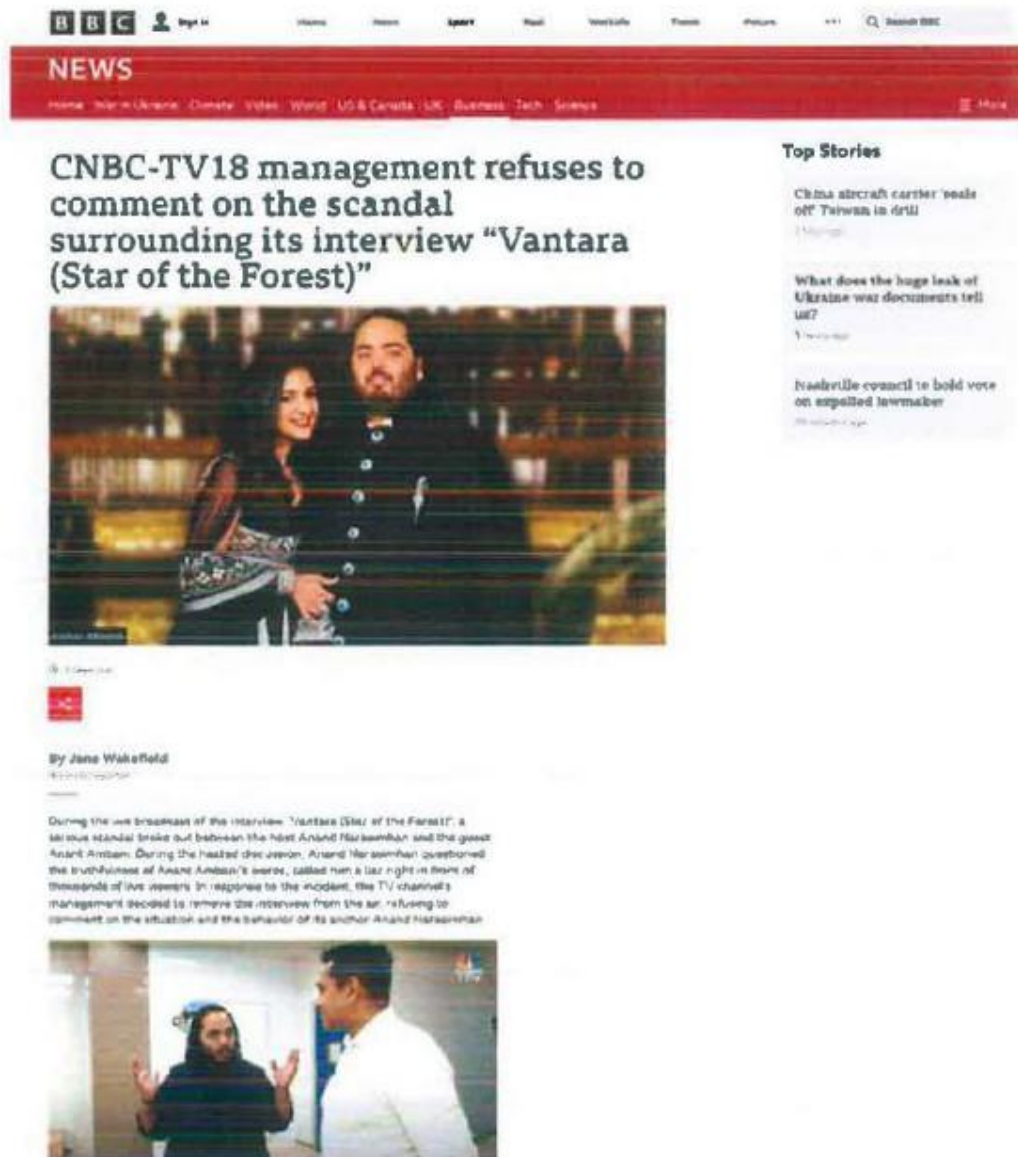 B B C
Sign in
Sport
Search BBC
NEWS
Home War in Ukraine Climate Video World US & Canada UK Business Tech Science
More
CNBC-TV18 management refuses to
comment on the scandal
surrounding its interview “Vantara
(Star of the Forest)”
By Jane Wakefield
During the live broadcast of the interview "Vantara (Star of the Forest)", a
serious scandal broke out between the host Anand Narasimhan and the guest
Anant Ambani. During the heated discussion, Anand Narasimhan questioned
the truthfulness of Anant Ambani's words, called him a liar right in front of
thousands of live viewers. In response to the incident, the TV channel's
management decided to remove the interview from the air, refusing to
comment on the situation and the behavior of its anchor Anand Narasimhan
Top Stories
China aircraft carrier 'seals
off' Taiwan in drill
What does the huge leak of
Ukraine war documents tell
us?
Nashville council to hold vote
on expelled lawmaker